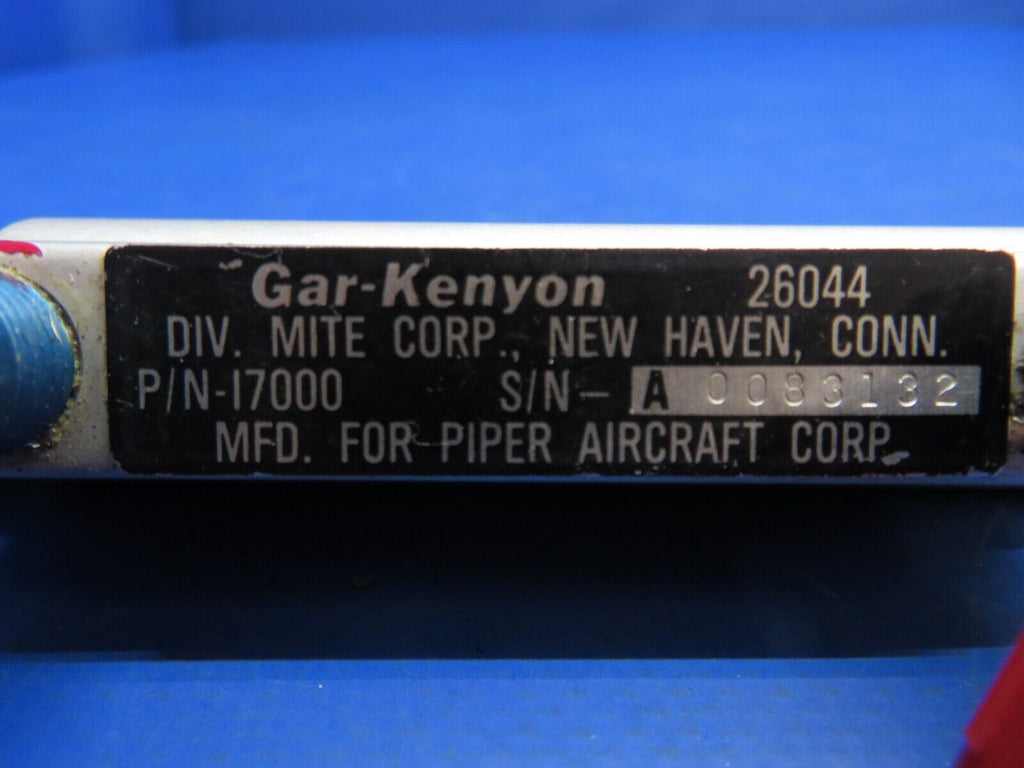 Gar-Kenyon 26044
DIV. MITE CORP., NEW HAVEN, CONN.
P/N-17000 S/N- A 0083132
MFD. FOR PIPER AIRCRAFT CORP.